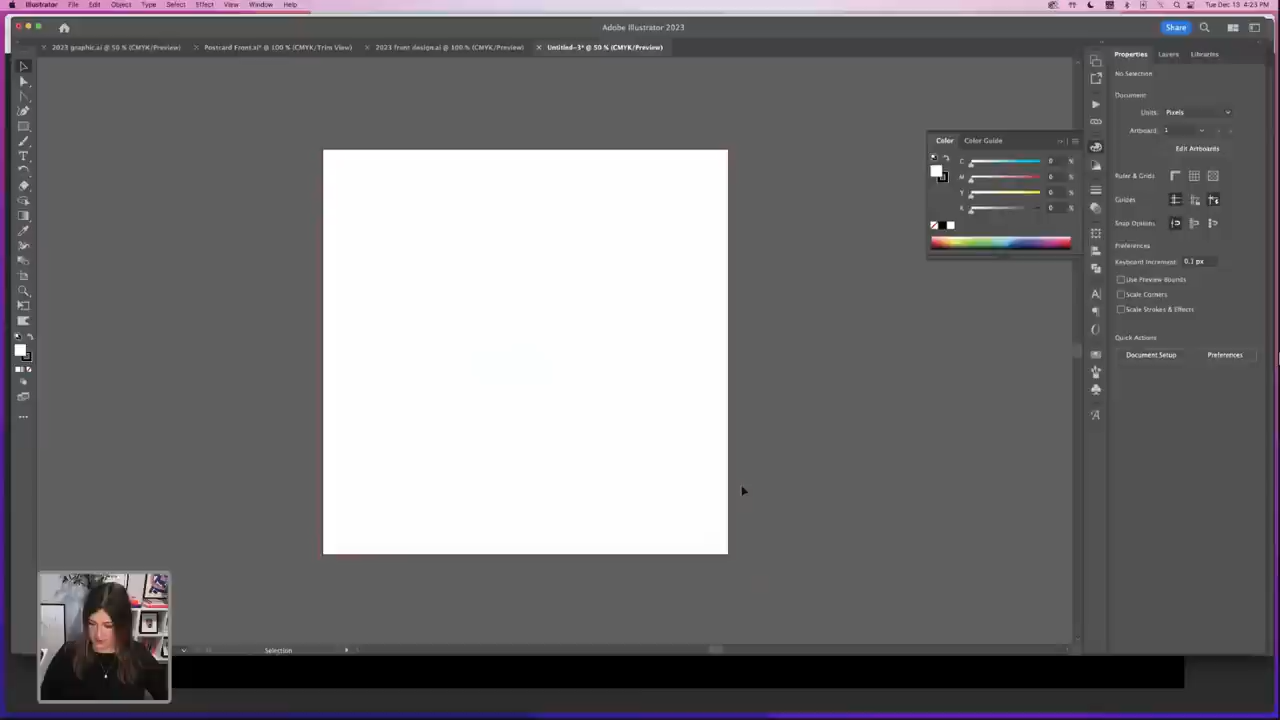 Illustrator File Edit Object Type Select Effect View Window Help
Tue Dec 13 4:23 PM
Adobe Illustrator 2023
Share
2023 graphic.ai @ 50 % (CMYK/Preview)
Postcard Front.ai* @ 100 % (CMYK/Trim View)
2023 front design.ai @ 100 % (CMYK/Preview)
Untitled-3* @ 50 % (CMYK/Preview)
Properties Layers Libraries
No Selection
Document
Units: Pixels
Artboard: 1
Edit Artboards
Ruler & Grids
Guides
Snap Options
Preferences
Keyboard Increment: 0.1 px
Use Preview Bounds
Scale Corners
Scale Strokes & Effects
Quick Actions
Document Setup Preferences
Color Color Guide
C 0 %
M 0 %
Y 0 %
K 0 %
Selection